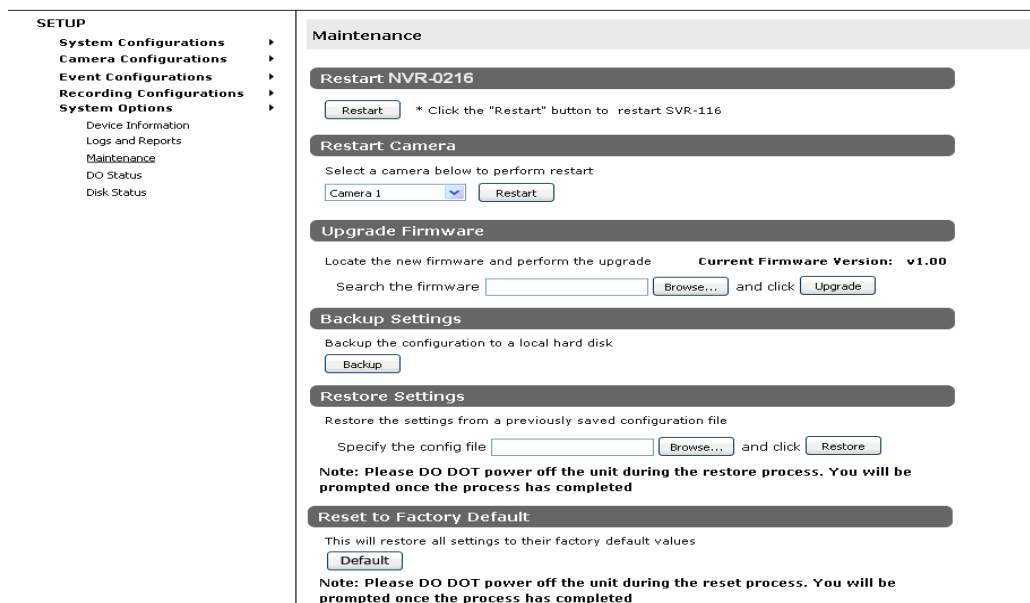 SETUP
System Configurations
Camera Configurations
Event Configurations
Recording Configurations
System Options
Device Information
Logs and Reports
Maintenance
DO Status
Disk Status
Maintenance
Restart NVR-0216
Restart * Click the "Restart" button to restart SVR-116
Restart Camera
Select a camera below to perform restart
Camera 1 Restart
Upgrade Firmware
Locate the new firmware and perform the upgrade Current Firmware Version: v1.00
Search the firmware Browse... and click Upgrade
Backup Settings
Backup the configuration to a local hard disk
Backup
Restore Settings
Restore the settings from a previously saved configuration file
Specify the config file Browse... and click Restore
Note: Please DO DOT power off the unit during the restore process. You will be
prompted once the process has completed
Reset to Factory Default
This will restore all settings to their factory default values
Default
Note: Please DO DOT power off the unit during the reset process. You will be
prompted once the process has completed